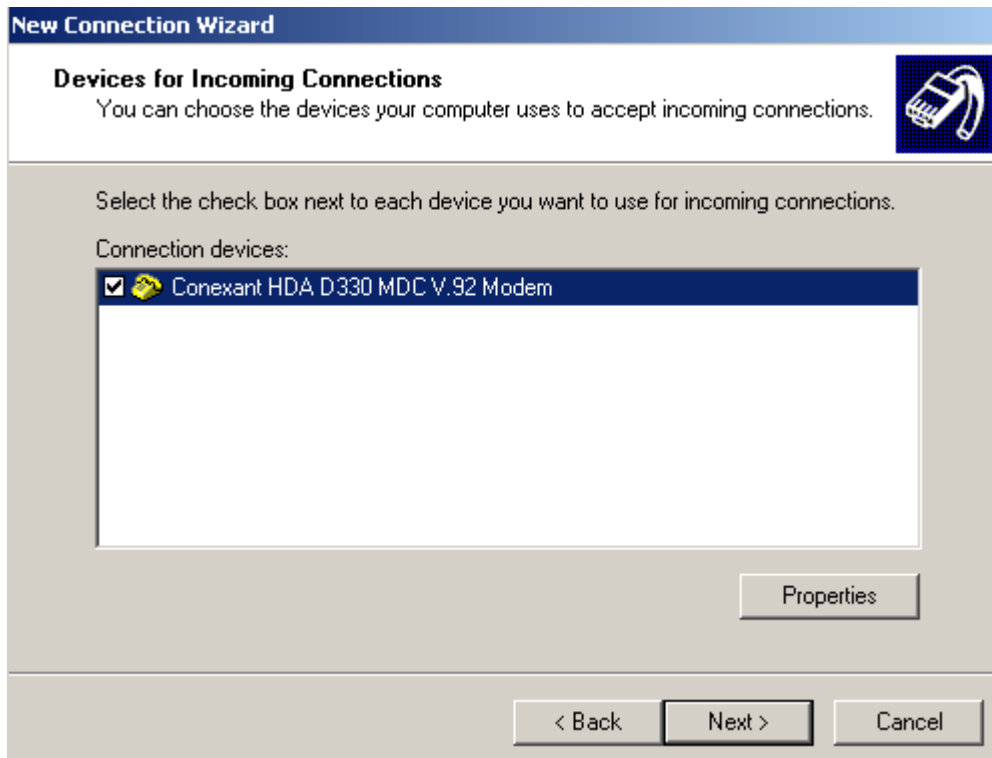 New Connection Wizard
Devices for Incoming Connections
You can choose the devices your computer uses to accept incoming connections.
Select the check box next to each device you want to use for incoming connections.
Connection devices:
Conexant HDA D330 MDC V.92 Modem
Properties
< Back Next > Cancel